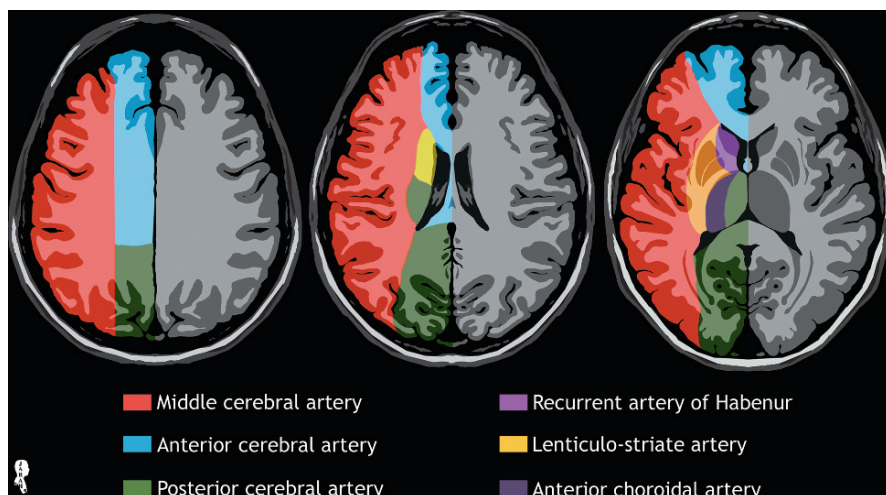 Middle cerebral artery
Recurrent artery of Habenur
Anterior cerebral artery
Lenticulo-striate artery
Posterior cerebral artery
Anterior choroidal artery